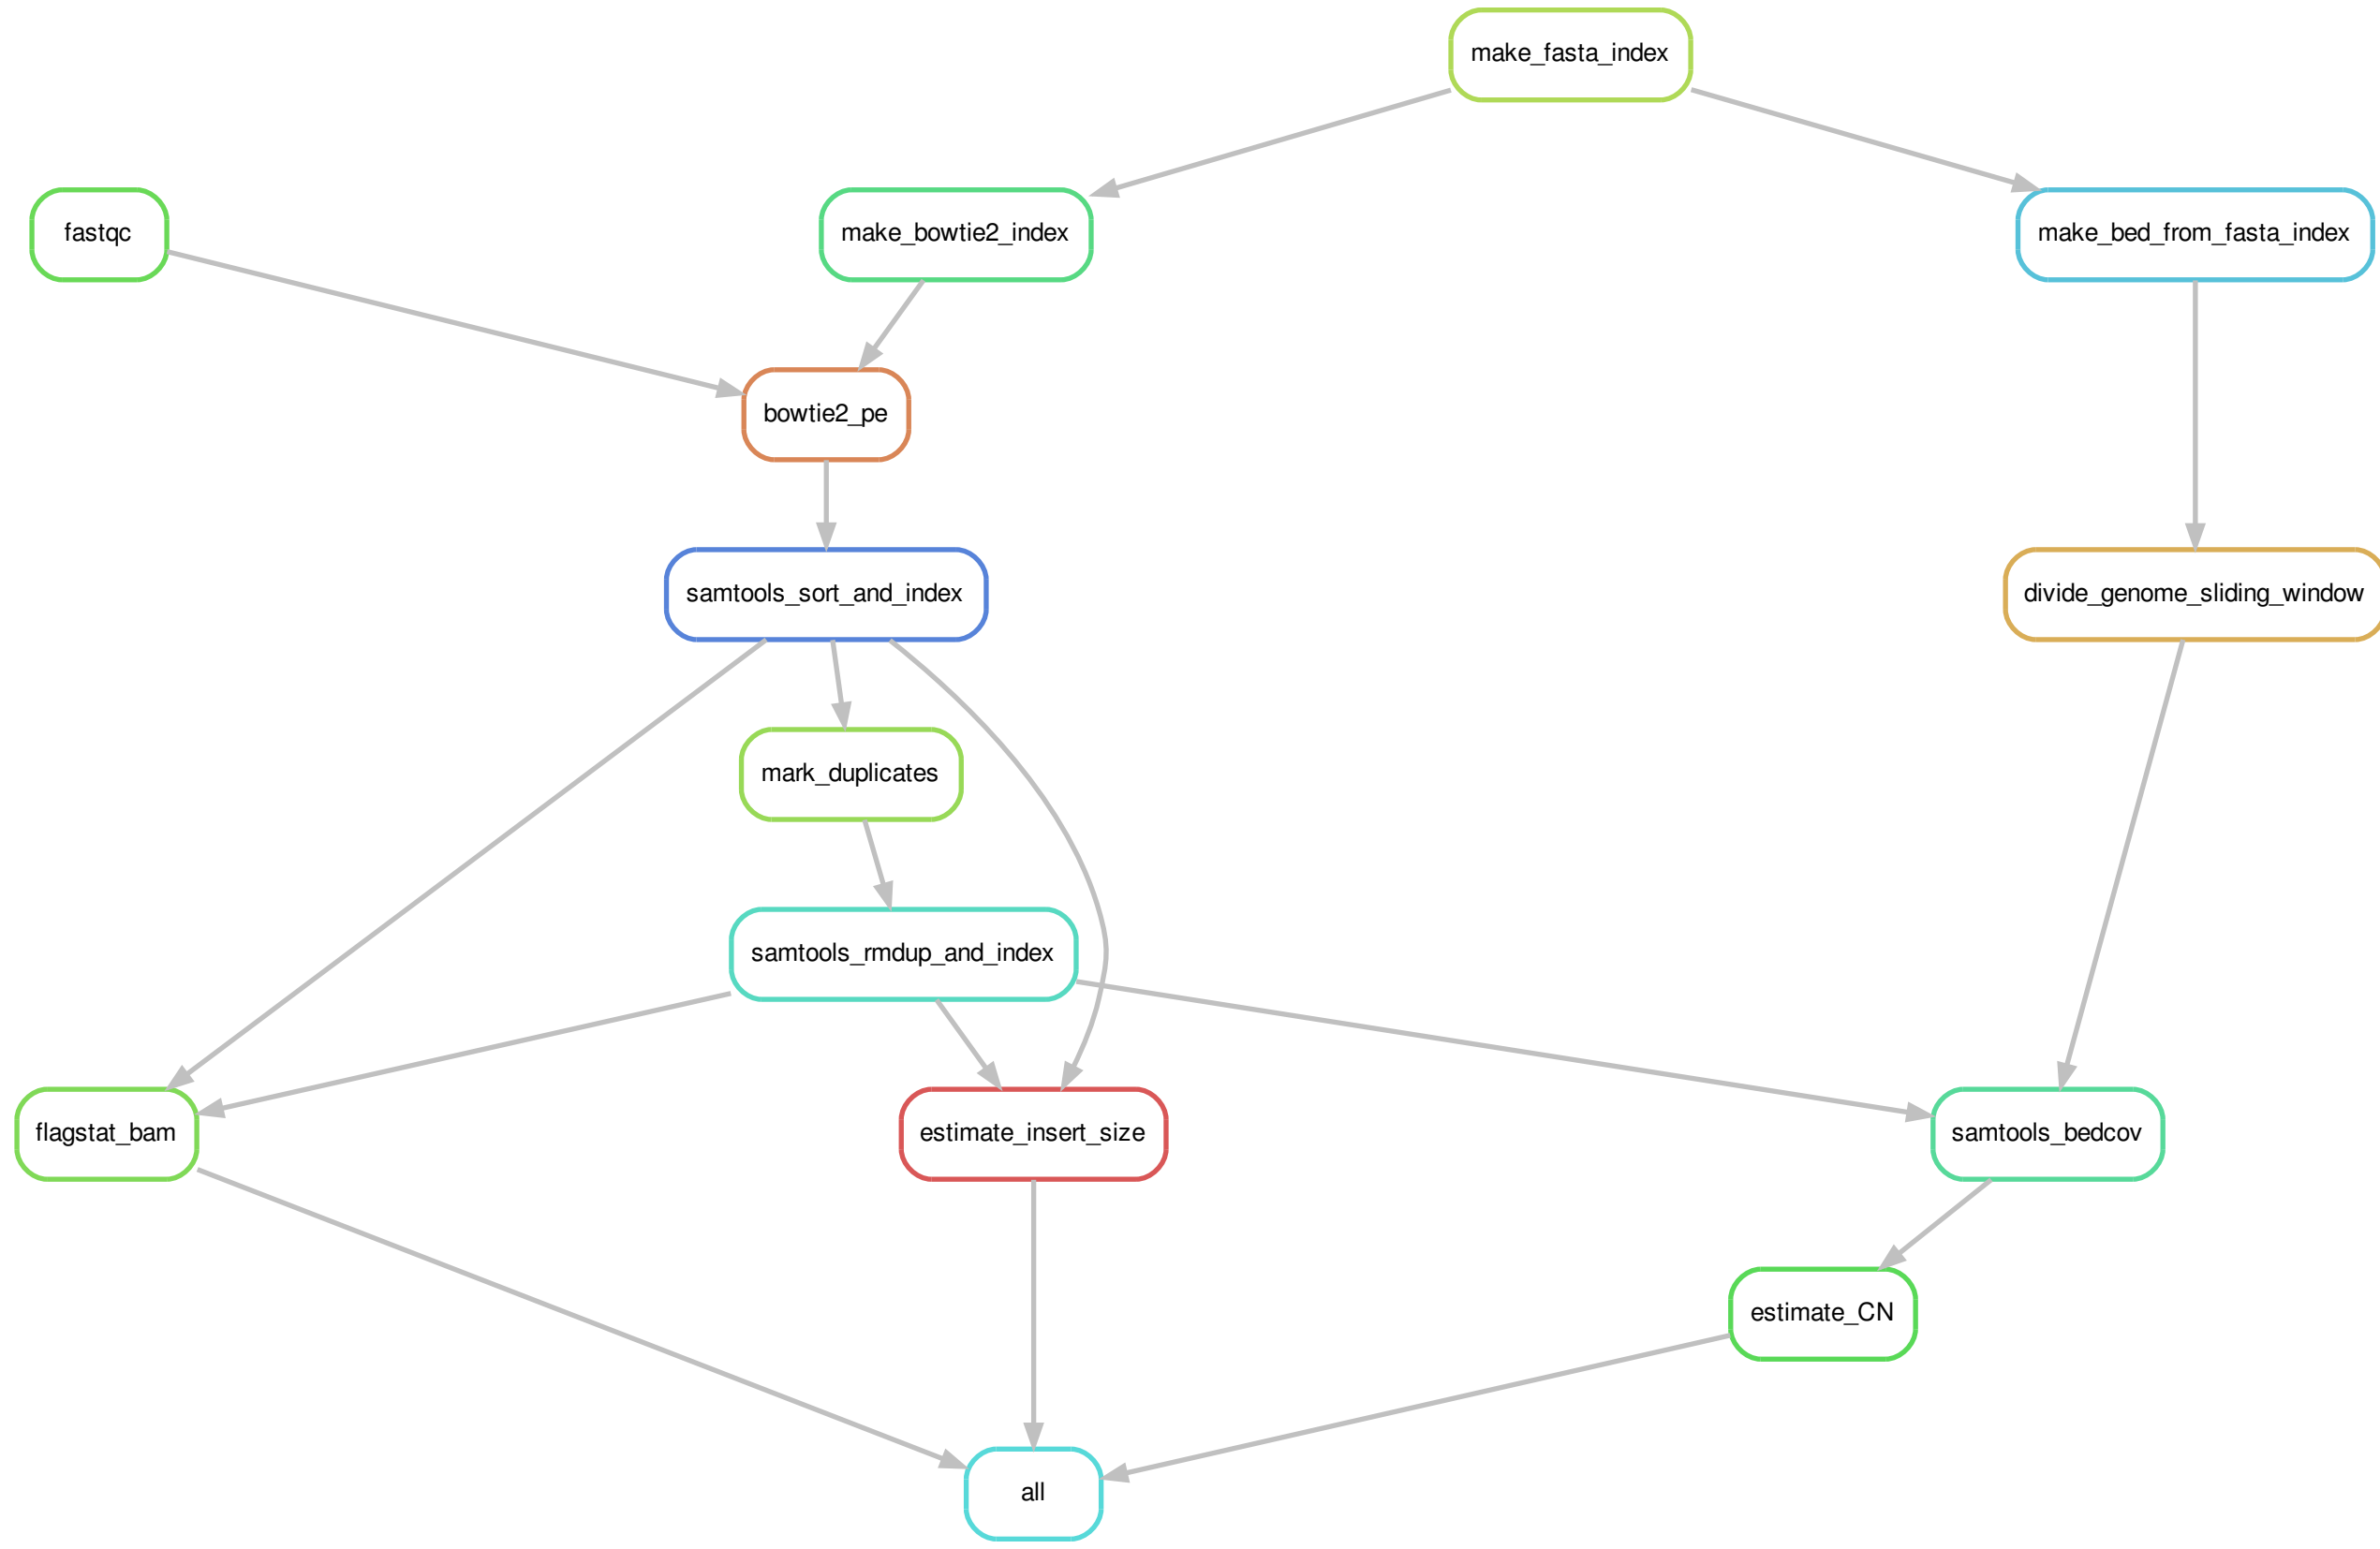 make_fasta_index
fastqc
make_bowtie2_index
make_bed_from_fasta_index
bowtie2_pe
samtools_sort_and_index
divide_genome_sliding_window
mark_duplicates
samtools_rmdup_and_index
flagstat_bam
estimate_insert_size
samtools_bedcov
estimate_CN
all